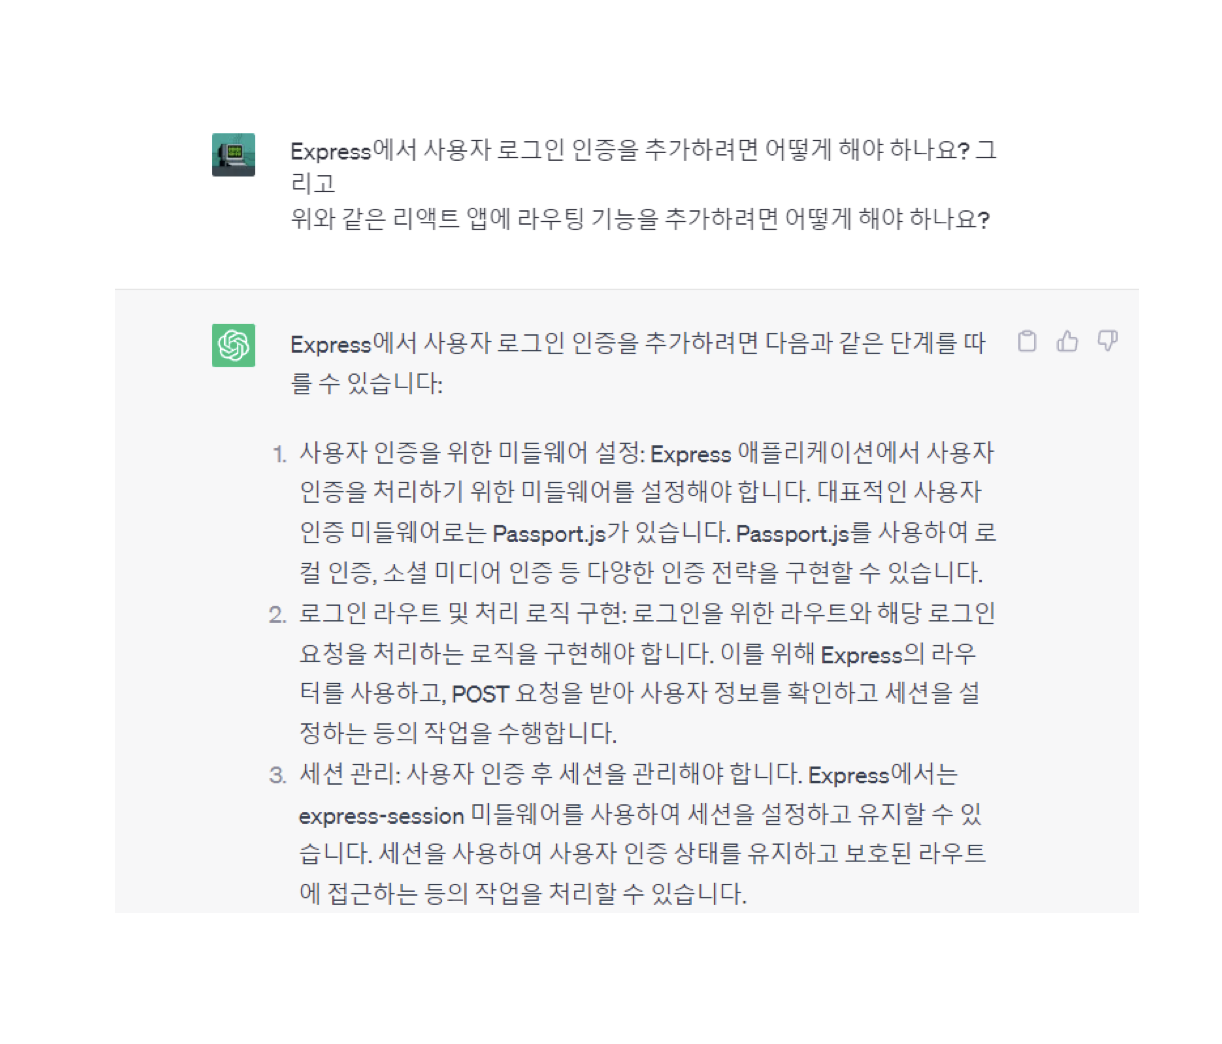 Express에서 사용자 로그인 인증을 추가하려면 어떻게 해야 하나요? 그
리고
위와 같은 리액트 앱에 라우팅 기능을 추가하려면 어떻게 해야 하나요?
Express에서 사용자 로그인 인증을 추가하려면 다음과 같은 단계를 따
를 수 있습니다:
1. 사용자 인증을 위한 미들웨어 설정: Express 애플리케이션에서 사용자
인증을 처리하기 위한 미들웨어를 설정해야 합니다. 대표적인 사용자
인증 미들웨어로는 Passport.js가 있습니다. Passport.js를 사용하여 로
컬 인증, 소셜 미디어 인증 등 다양한 인증 전략을 구현할 수 있습니다.
2. 로그인 라우트 및 처리 로직 구현: 로그인을 위한 라우트와 해당 로그인
요청을 처리하는 로직을 구현해야 합니다. 이를 위해 Express의 라우
터를 사용하고, POST 요청을 받아 사용자 정보를 확인하고 세션을 설
정하는 등의 작업을 수행합니다.
3. 세션 관리: 사용자 인증 후 세션을 관리해야 합니다. Express에서는
express-session 미들웨어를 사용하여 세션을 설정하고 유지할 수 있
습니다. 세션을 사용하여 사용자 인증 상태를 유지하고 보호된 라우트
에 접근하는 등의 작업을 처리할 수 있습니다.